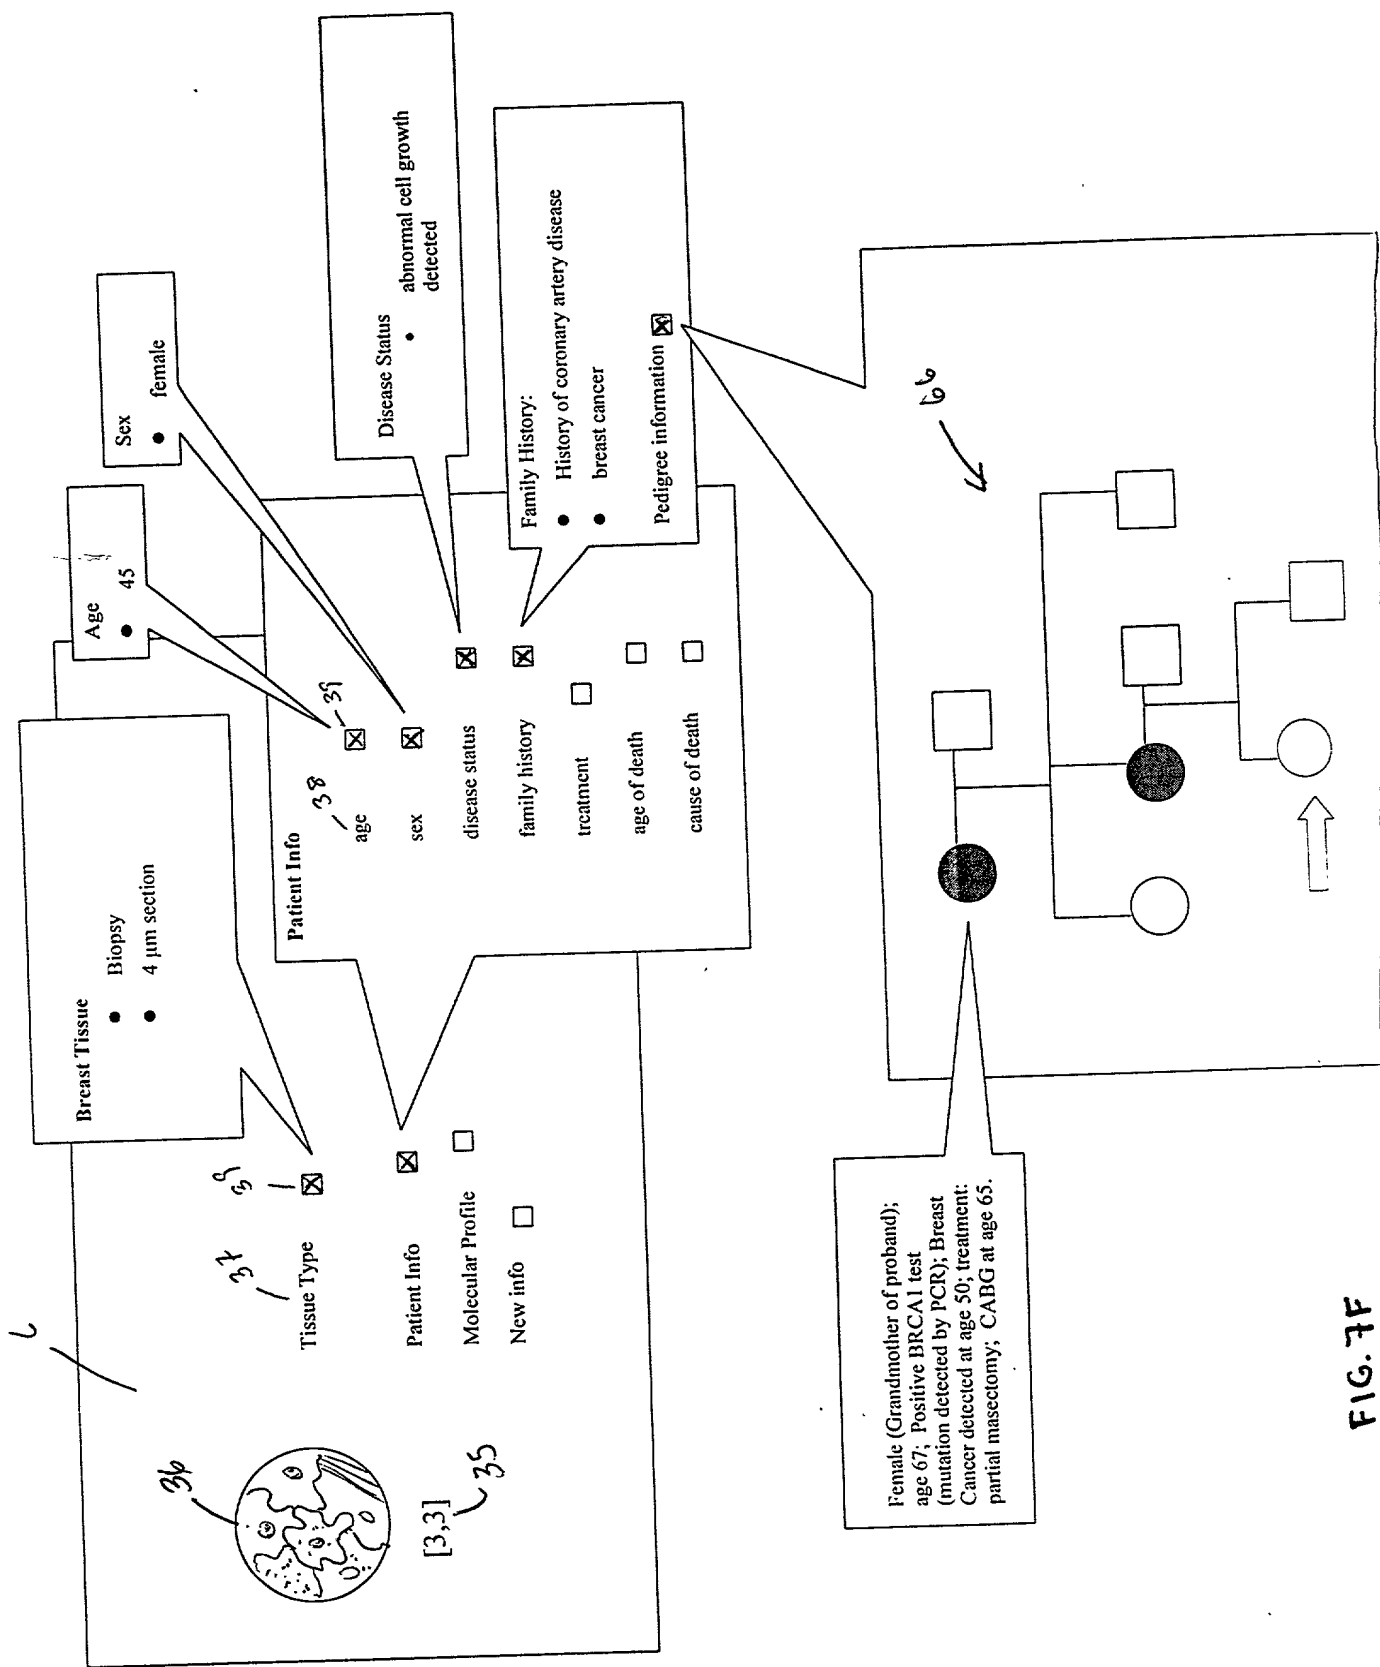 6
36
[3,3]
35
37
39
Tissue Type
Patient Info
Molecular Profile
New info
Breast Tissue
● Biopsy
● 4 µm section
Patient Info
38
39
age
sex
disease status
family history
treatment
age of death
cause of death
Age
● 45
Sex
● female
Disease Status
● abnormal cell growth
detected
Family History:
● History of coronary artery disease
● breast cancer
Pedigree information
66
Female (Grandmother of proband);
age 67; Positive BRCA1 test
(mutation detected by PCR); Breast
Cancer detected at age 50; treatment:
partial masectomy; CABG at age 65.
FIG. 7F